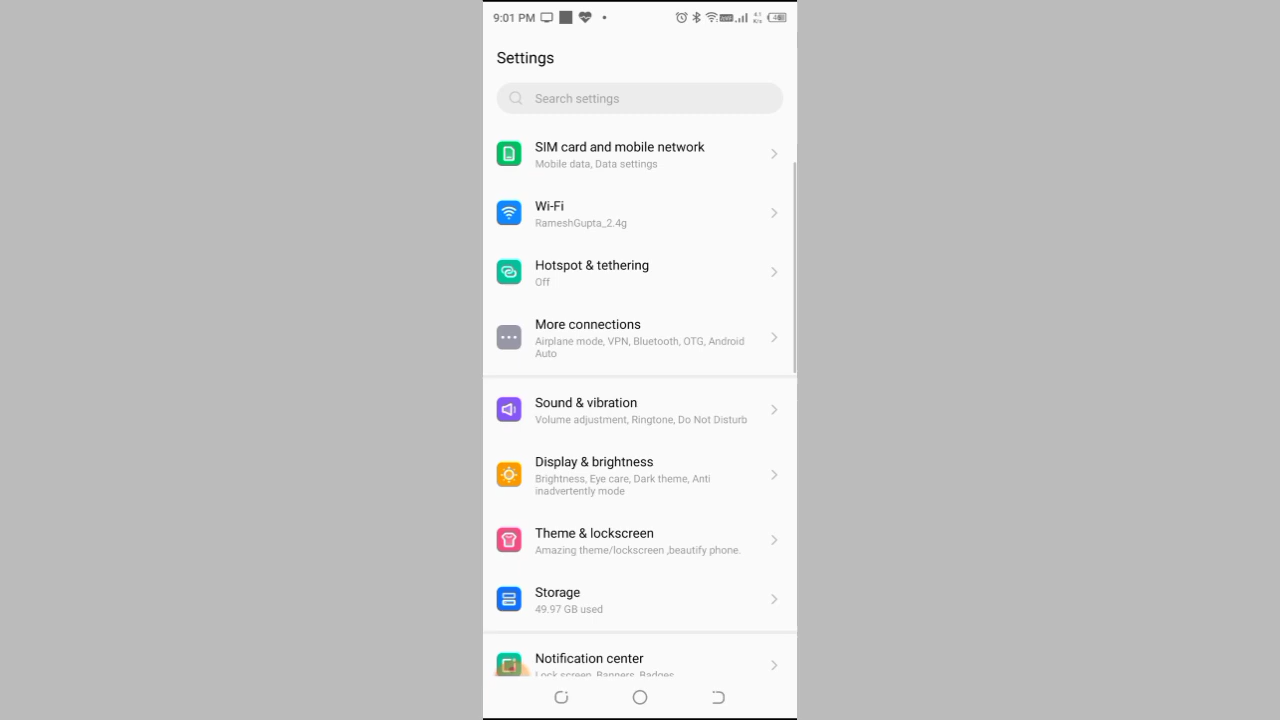 9:01 PM
Settings
Search settings
SIM card and mobile network
Mobile data, Data settings
Wi-Fi
RameshGupta_2.4g
Hotspot & tethering
Off
More connections
Airplane mode, VPN, Bluetooth, OTG, Android
Auto
Sound & vibration
Volume adjustment, Ringtone, Do Not Disturb
Display & brightness
Brightness, Eye care, Dark theme, Anti
inadvertently mode
Theme & lockscreen
Amazing theme/lockscreen ,beautify phone.
Storage
49.97 GB used
Notification center
Lock screen, Banners, Badges